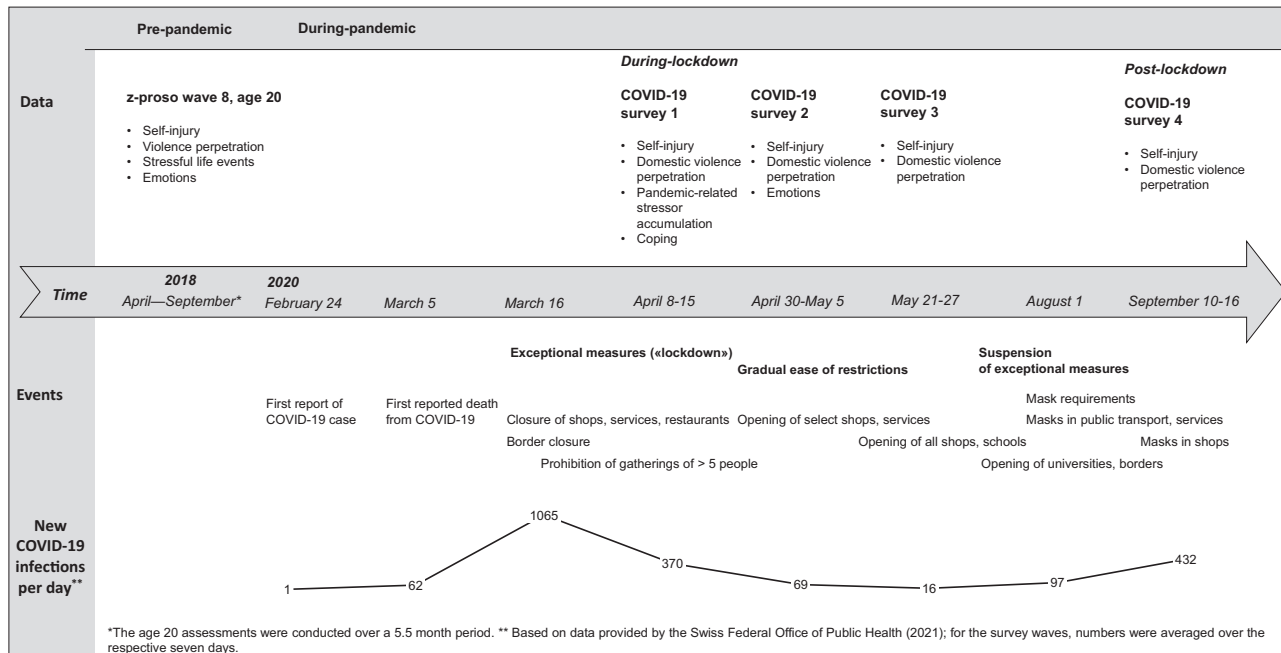 Pre-pandemic
During-pandemic
Data
z-proso wave 8, age 20
• Self-injury
• Violence perpetration
• Stressful life events
• Emotions
During-lockdown
COVID-19
survey 1
• Self-injury
• Domestic violence
perpetration
• Pandemic-related
stressor
accumulation
• Coping
COVID-19
survey 2
• Self-injury
• Domestic violence
perpetration
• Emotions
COVID-19
survey 3
• Self-injury
• Domestic violence
perpetration
Post-lockdown
COVID-19
survey 4
• Self-injury
• Domestic violence
perpetration
Time
2018
April—September*
2020
February 24
March 5
March 16
April 8-15
April 30-May 5
May 21-27
August 1
September 10-16
Events
Exceptional measures («lockdown»)
Gradual ease of restrictions
Suspension
of exceptional measures
First report of
COVID-19 case
First reported death
from COVID-19
Closure of shops, services, restaurants
Border closure
Prohibition of gatherings of > 5 people
Opening of select shops, services
Opening of all shops, schools
Mask requirements
Masks in public transport, services
Masks in shops
Opening of universities, borders
New
COVID-19
infections
per day**
1
62
1065
370
69
16
97
432
*The age 20 assessments were conducted over a 5.5 month period. ** Based on data provided by the Swiss Federal Office of Public Health (2021); for the survey waves, numbers were averaged over the
respective seven days.